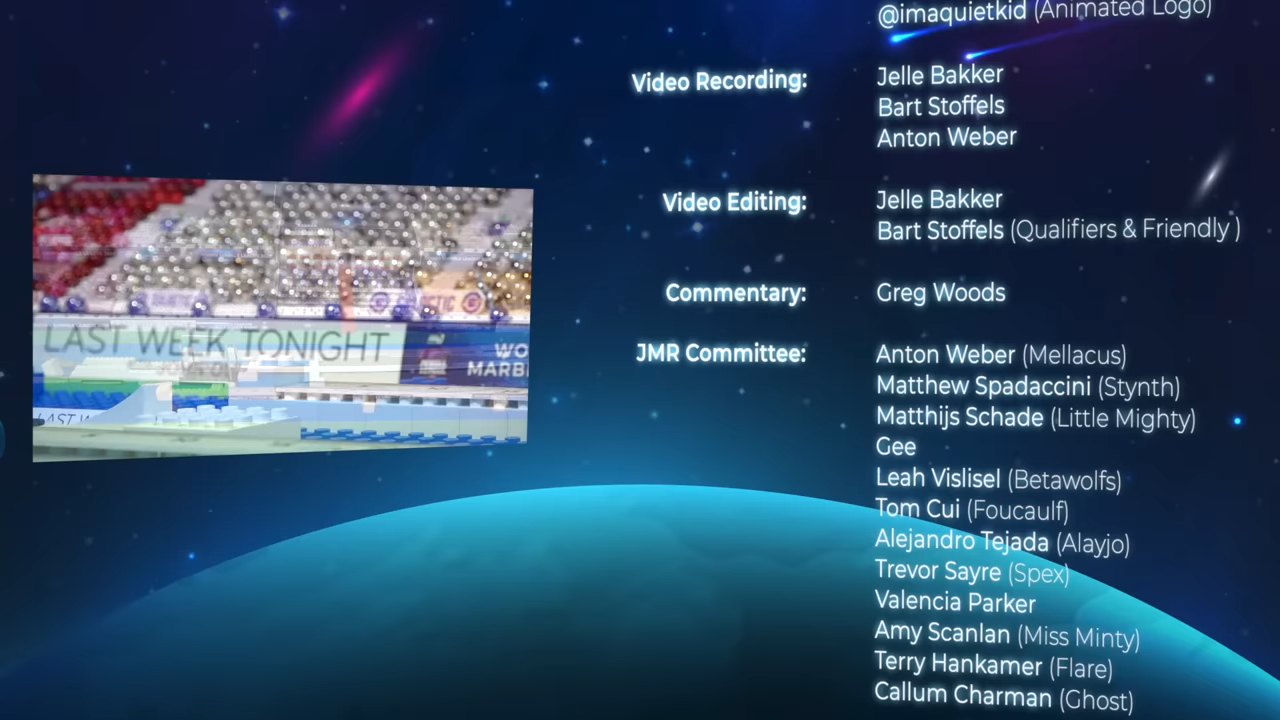 @imaquietkid (Animated Logo)
Video Recording:
Jelle Bakker
Bart Stoffels
Anton Weber
Video Editing:
Jelle Bakker
Bart Stoffels (Qualifiers & Friendly )
Commentary:
Greg Woods
JMR Committee:
Anton Weber (Mellacus)
Matthew Spadaccini (Stynth)
Matthijs Schade (Little Mighty)
Gee
Leah Vislisel (Betawolfs)
Tom Cui (Foucaulf)
Alejandro Tejada (Alayjo)
Trevor Sayre (Spex)
Valencia Parker
Amy Scanlan (Miss Minty)
Terry Hankamer (Flare)
Callum Charman (Ghost)
LAST WEEK TONIGHT
WO
MARB
LAST W